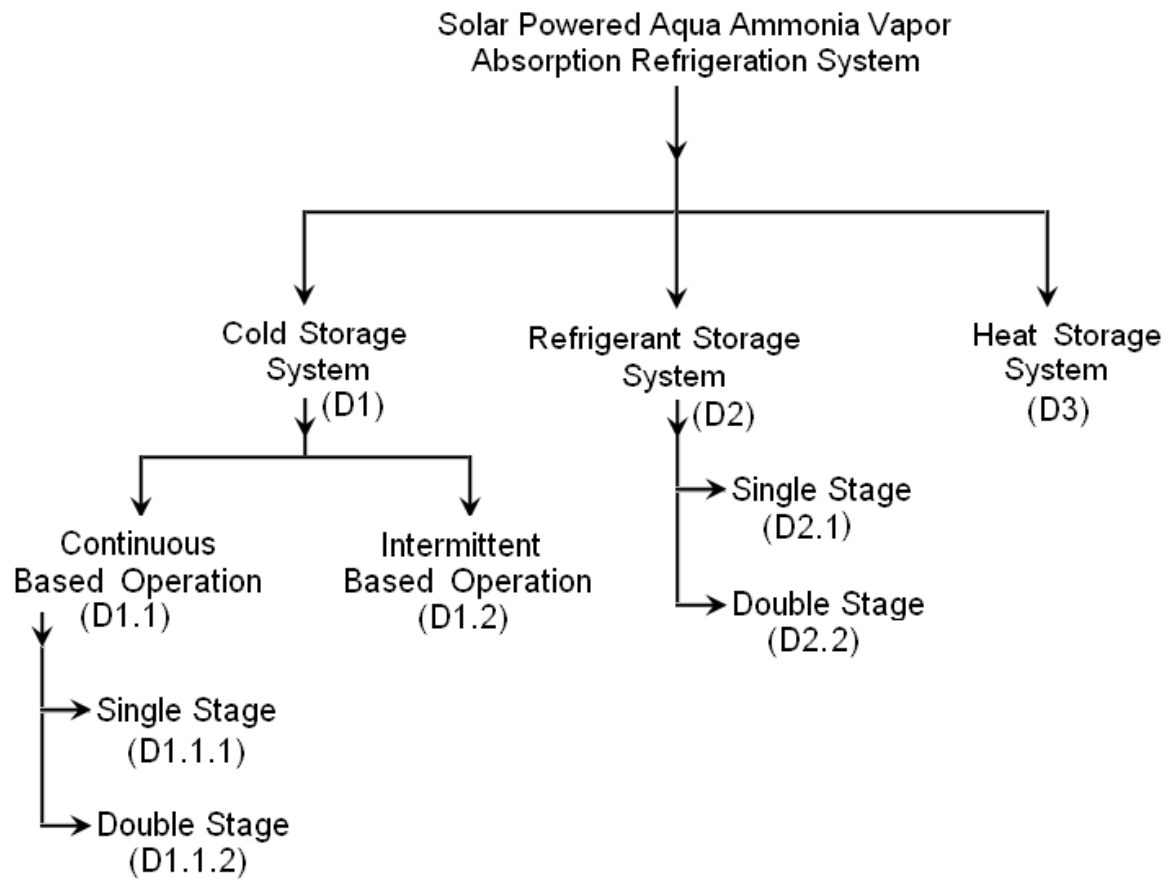 Solar Powered Aqua Ammonia Vapor
Absorption Refrigeration System
Cold Storage
System
(D1)
Refrigerant Storage
System
(D2)
Heat Storage
System
(D3)
Continuous
Based Operation
(D1.1)
Intermittent
Based Operation
(D1.2)
Single Stage
(D2.1)
Double Stage
(D2.2)
Single Stage
(D1.1.1)
Double Stage
(D1.1.2)